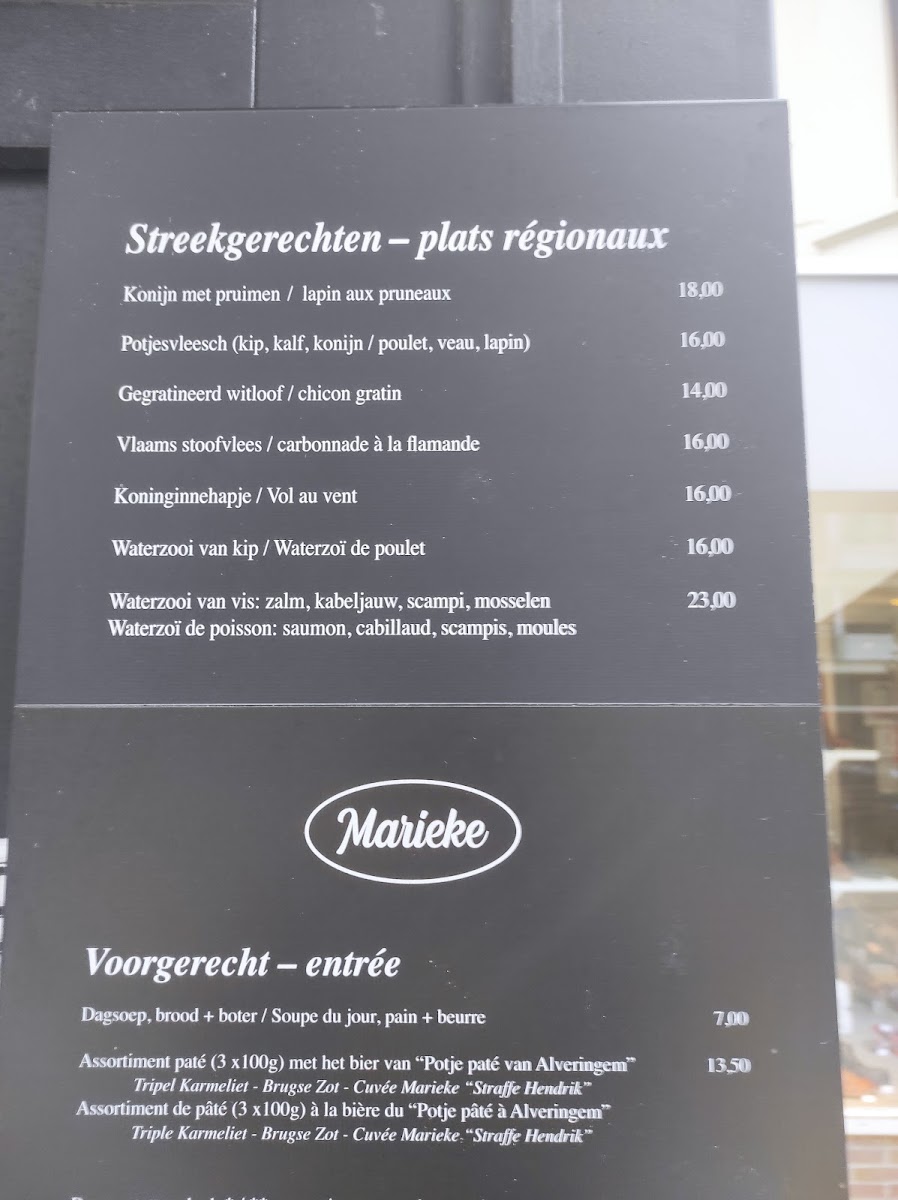 Streekgerechten – plats régionaux
Konijn met pruimen / lapin aux pruneaux 18,00
Potjesvleesch (kip, kalf, konijn / poulet, veau, lapin) 16,00
Gegratineerd witloof / chicon gratin 14,00
Vlaams stoofvlees / carbonnade à la flamande 16,00
Koninginnehapje / Vol au vent 16,00
Waterzooi van kip / Waterzoï de poulet 16,00
Waterzooi van vis: zalm, kabeljauw, scampi, mosselen 23,00
Waterzoï de poisson: saumon, cabillaud, scampis, moules
Marieke
Voorgerecht – entrée
Dagsoep, brood + boter / Soupe du jour, pain + beurre 7,00
Assortiment paté (3 x100g) met het bier van “Potje paté van Alveringem” 13,50
Tripel Karmeliet - Brugse Zot - Cuvée Marieke “Straffe Hendrik”
Assortiment de pâté (3 x100g) à la bière du “Potje pâté à Alveringem”
Triple Karmeliet - Brugse Zot - Cuvée Marieke “Straffe Hendrik”